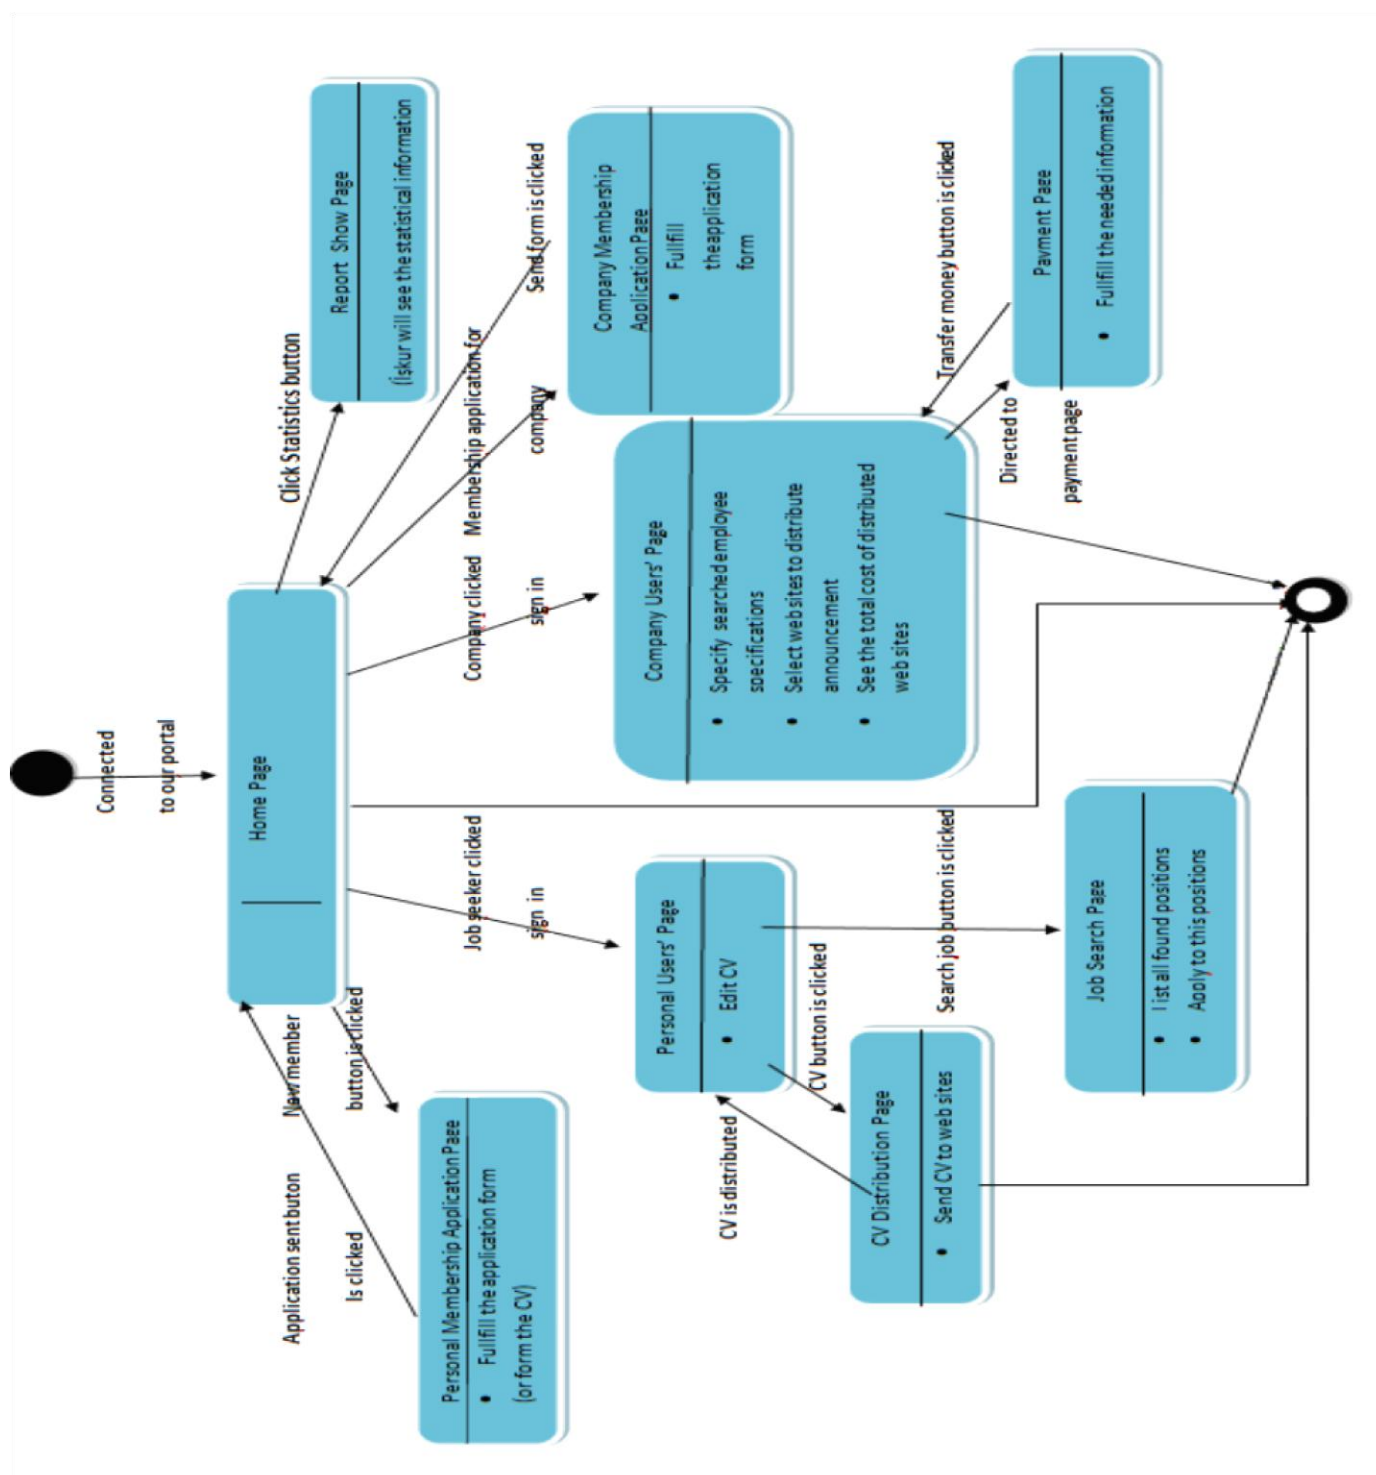 Connected
to our portal
Home Page
Click Statistics button
Report Show Page
(İskur will see the statistical information
Send form is clicked
Membership application for
company
Company Membership
Application Page
• Fullfill
theapplication
form
Company clicked
sign in
Company Users' Page
• Specify searched employee
specifications
• Select web sites to distribute
announcement
• See the total cost of distributed
web sites
Transfer money button is clicked
Directed to
payment page
Payment Page
• Fullfill the needed information
Job seeker clicked
sign in
Personal Users' Page
• Edit CV
Search job button is clicked
Job Search Page
• List all found positions
• Apply to this positions
CV button is clicked
CV is distributed
CV Distribution Page
• Send CV to web sites
New member
button is clicked
Application sent buton
Is clicked
Personal Membership Application Page
• Fullfill the application form
(or form the CV)